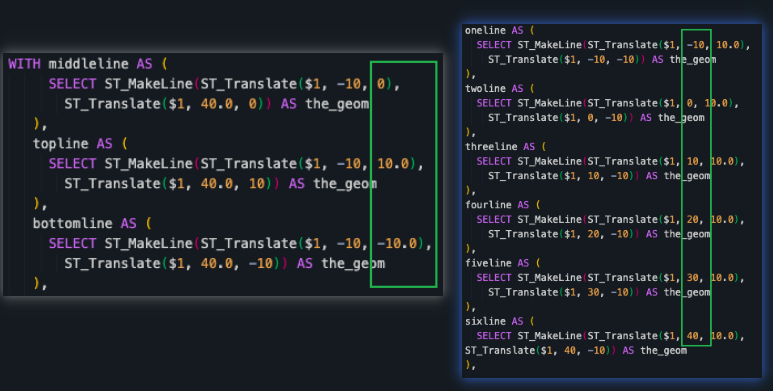 WITH middleline AS (
SELECT ST_MakeLine(ST_Translate($1, -10, 0),
ST_Translate($1, 40.0, 0)) AS the_geom
),
topline AS (
SELECT ST_MakeLine(ST_Translate($1, -10, 10.0),
ST_Translate($1, 40.0, 10)) AS the_geom
),
bottomline AS (
SELECT ST_MakeLine(ST_Translate($1, -10, -10.0),
ST_Translate($1, 40.0, -10)) AS the_geom
),
oneline AS (
SELECT ST_MakeLine(ST_Translate($1, -10, 10.0),
ST_Translate($1, -10, -10)) AS the_geom
),
twoline AS (
SELECT ST_MakeLine(ST_Translate($1, 0, 10.0),
ST_Translate($1, 0, -10)) AS the_geom
),
threeline AS (
SELECT ST_MakeLine(ST_Translate($1, 10, 10.0),
ST_Translate($1, 10, -10)) AS the_geom
),
fourline AS (
SELECT ST_MakeLine(ST_Translate($1, 20, 10.0),
ST_Translate($1, 20, -10)) AS the_geom
),
fiveline AS (
SELECT ST_MakeLine(ST_Translate($1, 30, 10.0),
ST_Translate($1, 30, -10)) AS the_geom
),
sixline AS (
SELECT ST_MakeLine(ST_Translate($1, 40, 10.0),
ST_Translate($1, 40, -10)) AS the_geom
),